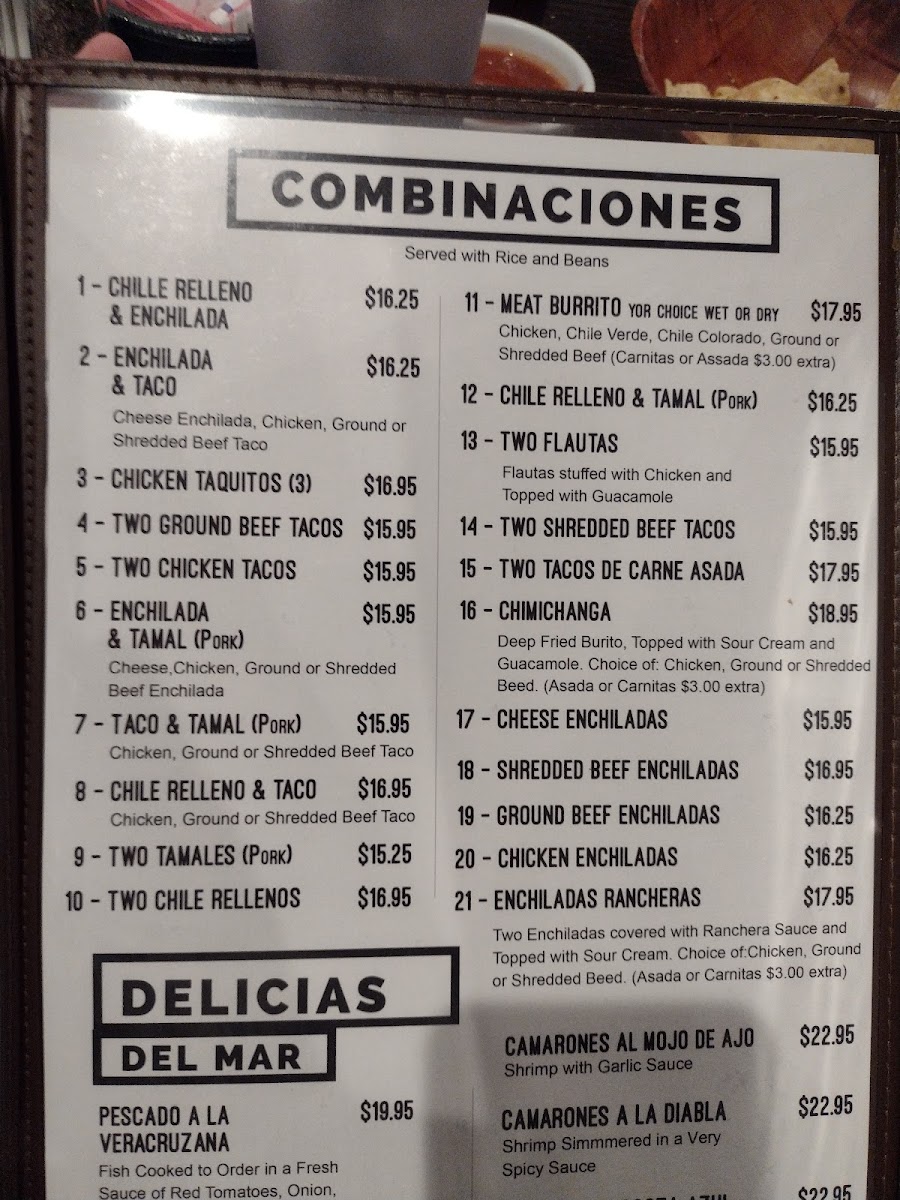 COMBINACIONES
Served with Rice and Beans
1 - CHILLE RELLENO $16.25
& ENCHILADA
2 - ENCHILADA $16.25
& TACO
Cheese Enchilada, Chicken, Ground or
Shredded Beef Taco
3 - CHICKEN TAQUITOS (3) $16.95
4 - TWO GROUND BEEF TACOS $15.95
5 - TWO CHICKEN TACOS $15.95
6 - ENCHILADA $15.95
& TAMAL (PORK)
Cheese,Chicken, Ground or Shredded
Beef Enchilada
7 - TACO & TAMAL (PORK) $15.95
Chicken, Ground or Shredded Beef Taco
8 - CHILE RELLENO & TACO $16.95
Chicken, Ground or Shredded Beef Taco
9 - TWO TAMALES (PORK) $15.25
10 - TWO CHILE RELLENOS $16.95
11 - MEAT BURRITO YOR CHOICE WET OR DRY $17.95
Chicken, Chile Verde, Chile Colorado, Ground or
Shredded Beef (Carnitas or Assada $3.00 extra)
12 - CHILE RELLENO & TAMAL (PORK) $16.25
13 - TWO FLAUTAS $15.95
Flautas stuffed with Chicken and
Topped with Guacamole
14 - TWO SHREDDED BEEF TACOS $15.95
15 - TWO TACOS DE CARNE ASADA $17.95
16 - CHIMICHANGA $18.95
Deep Fried Burito, Topped with Sour Cream and
Guacamole. Choice of: Chicken, Ground or Shredded
Beed. (Asada or Carnitas $3.00 extra)
17 - CHEESE ENCHILADAS $15.95
18 - SHREDDED BEEF ENCHILADAS $16.95
19 - GROUND BEEF ENCHILADAS $16.25
20 - CHICKEN ENCHILADAS $16.25
21 - ENCHILADAS RANCHERAS $17.95
Two Enchiladas covered with Ranchera Sauce and
Topped with Sour Cream. Choice of:Chicken, Ground
or Shredded Beed. (Asada or Carnitas $3.00 extra)
DELICIAS
DEL MAR
PESCADO A LA $19.95
VERACRUZANA
Fish Cooked to Order in a Fresh
Sauce of Red Tomatoes, Onion,
CAMARONES AL MOJO DE AJO $22.95
Shrimp with Garlic Sauce
CAMARONES A LA DIABLA $22.95
Shrimp Simmmered in a Very
Spicy Sauce
$22.95